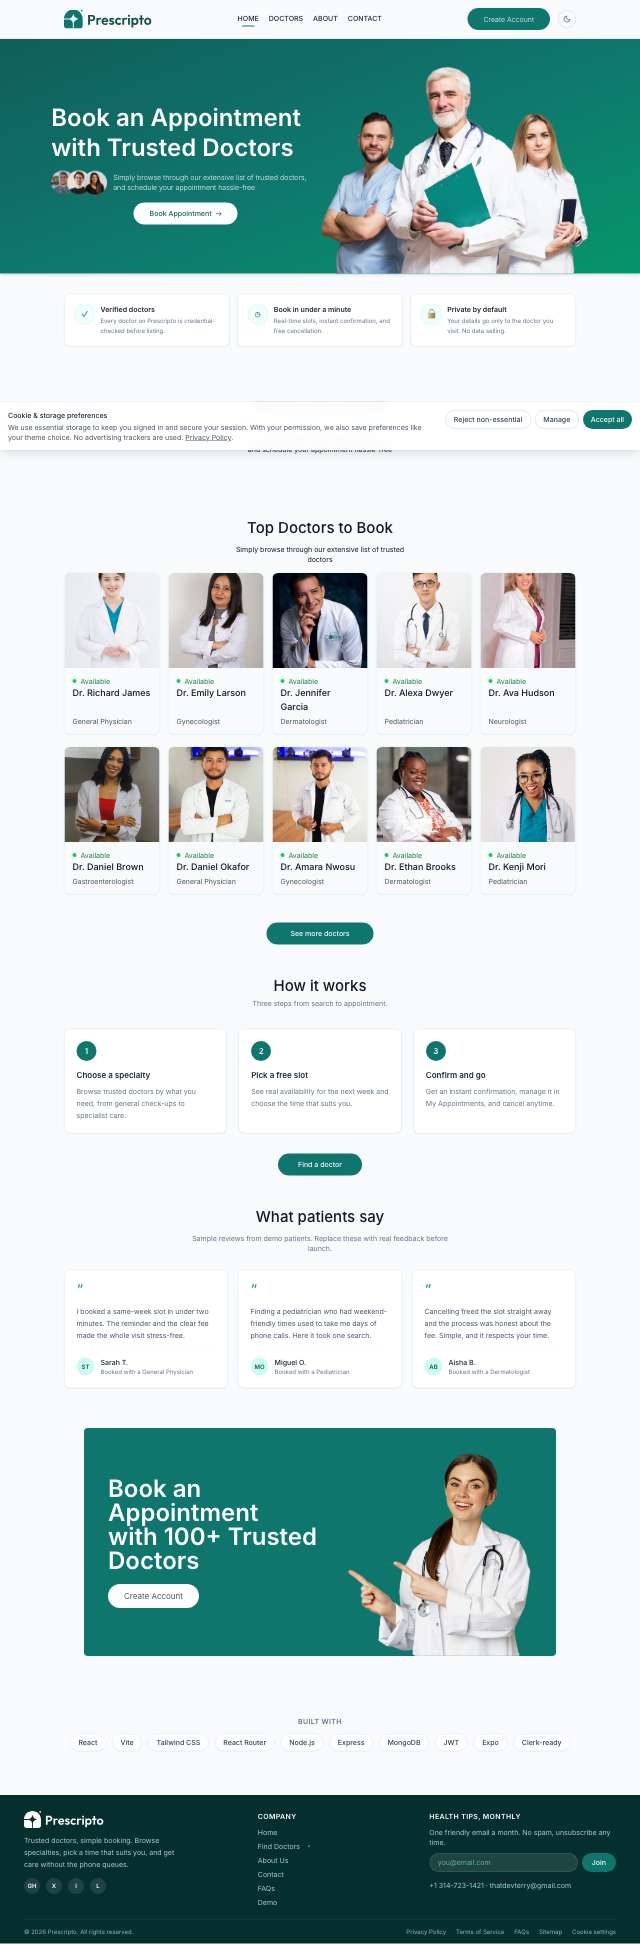 Prescripto
HOME DOCTORS ABOUT CONTACT
Create Account
Book an Appointment
with Trusted Doctors
Simply browse through our extensive list of trusted doctors,
and schedule your appointment hassle-free
Book Appointment →
Verified doctors
Every doctor on Prescripto is credential-
checked before listing.
Book in under a minute
Real-time slots, instant confirmation, and
free cancellation.
Private by default
Your details go only to the doctor you
visit. No data selling.
Cookie & storage preferences
We use essential storage to keep you signed in and secure your session. With your permission, we also save preferences like
your theme choice. No advertising trackers are used. Privacy Policy.
Reject non-essential
Manage
Accept all
and schedule your appointment hassle-free
Top Doctors to Book
Simply browse through our extensive list of trusted
doctors
Available
Dr. Richard James
General Physician
Available
Dr. Emily Larson
Gynecologist
Available
Dr. Jennifer
Garcia
Dermatologist
Available
Dr. Alexa Dwyer
Pediatrician
Available
Dr. Ava Hudson
Neurologist
Available
Dr. Daniel Brown
Gastroenterologist
Available
Dr. Daniel Okafor
General Physician
Available
Dr. Amara Nwosu
Gynecologist
Available
Dr. Ethan Brooks
Dermatologist
Available
Dr. Kenji Mori
Pediatrician
See more doctors
How it works
Three steps from search to appointment.
1
Choose a specialty
Browse trusted doctors by what you
need, from general check-ups to
specialist care.
2
Pick a free slot
See real availability for the next week and
choose the time that suits you.
3
Confirm and go
Get an instant confirmation, manage it in
My Appointments, and cancel anytime.
Find a doctor
What patients say
Sample reviews from demo patients. Replace these with real feedback before
launch.
"
I booked a same-week slot in under two
minutes. The reminder and the clear fee
made the whole visit stress-free.
ST
Sarah T.
Booked with a General Physician
"
Finding a pediatrician who had weekend-
friendly times used to take me days of
phone calls. Here it took one search.
MO
Miguel O.
Booked with a Pediatrician
"
Cancelling freed the slot straight away
and the process was honest about the
fee. Simple, and it respects your time.
AB
Aisha B.
Booked with a Dermatologist
Book an
Appointment
with 100+ Trusted
Doctors
Create Account
BUILT WITH
React Vite Tailwind CSS React Router Node.js Express MongoDB JWT Expo Clerk-ready
Prescripto
Trusted doctors, simple booking. Browse
specialties, pick a time that suits you, and get
care without the phone queues.
GH X I L
COMPANY
Home
Find Doctors
About Us
Contact
FAQs
Demo
HEALTH TIPS, MONTHLY
One friendly email a month. No spam, unsubscribe any
time.
you@email.com
Join
+1 314-723-1421 · thatdevterry@gmail.com
© 2026 Prescripto. All rights reserved.
Privacy Policy Terms of Service FAQs Sitemap Cookie settings